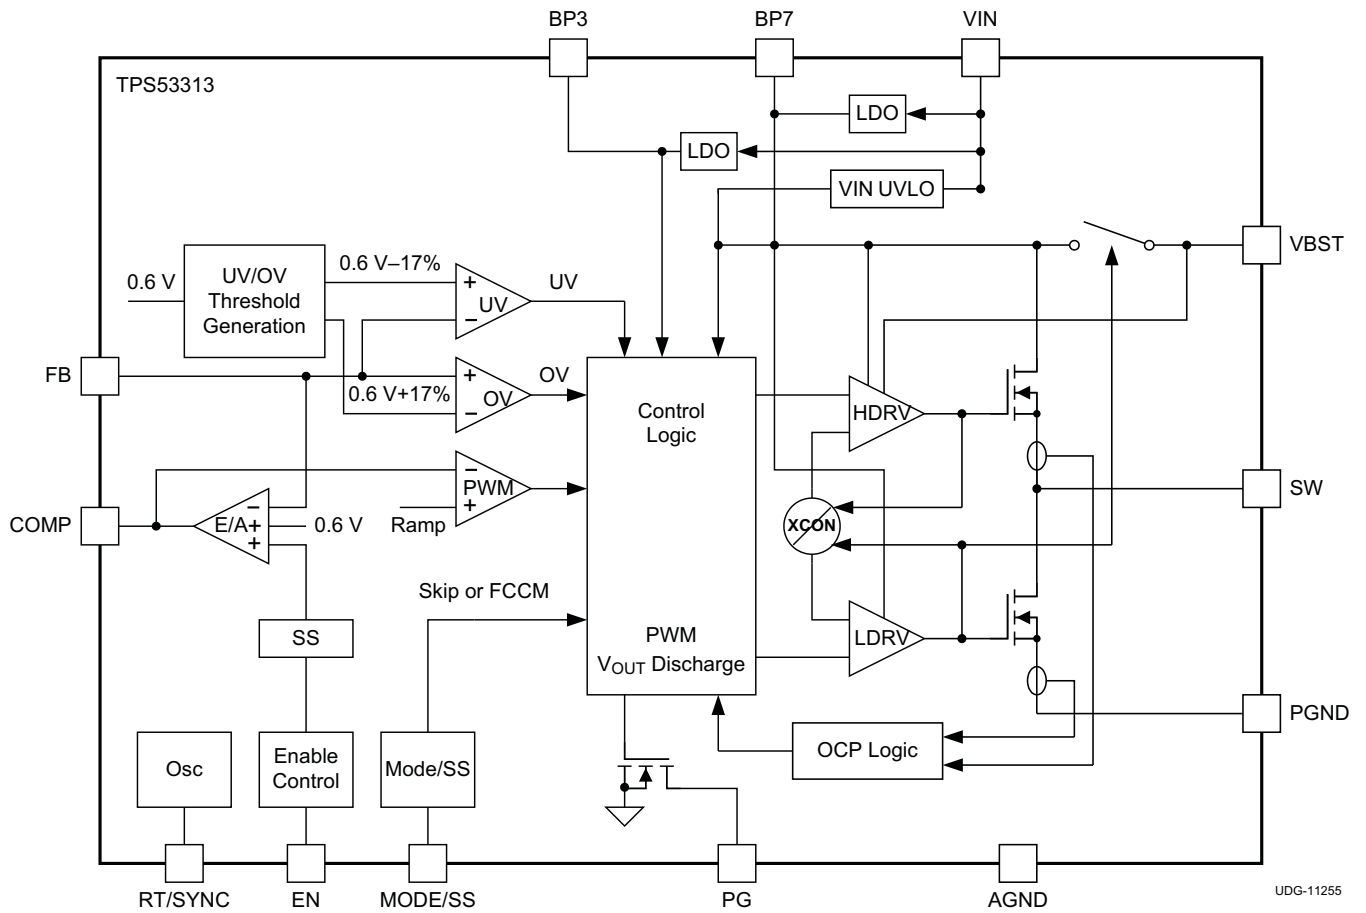 BP3
BP7
VIN
TPS53313
LDO
LDO
VIN UVLO
VBST
0.6 V
UV/OV
Threshold
Generation
0.6 V–17%
+
UV
–
UV
FB
0.6 V+17%
+
OV
–
OV
Control
Logic
HDRV
–
PWM
+
Ramp
SW
COMP
–
E/A+
+
0.6 V
XCON
Skip or FCCM
SS
PWM
VOUT Discharge
LDRV
PGND
Osc
Enable
Control
Mode/SS
OCP Logic
RT/SYNC
EN
MODE/SS
PG
AGND
UDG-11255